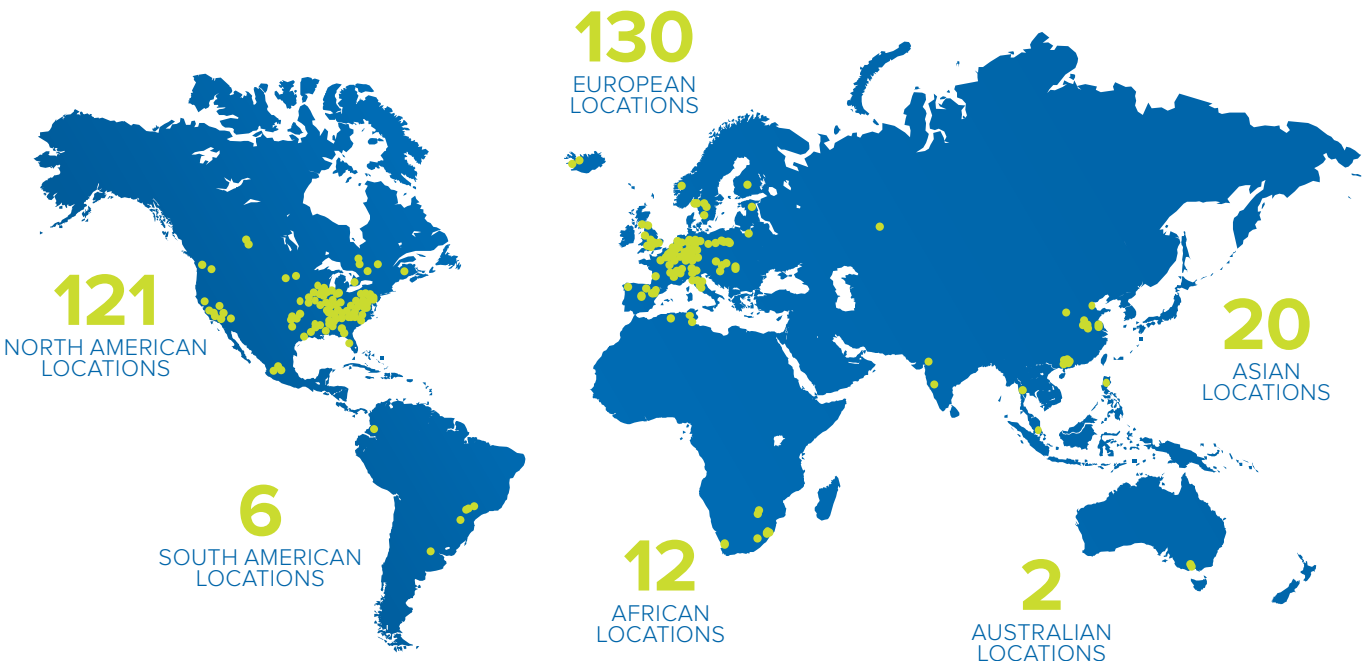 130
EUROPEAN
LOCATIONS
121
NORTH AMERICAN
LOCATIONS
20
ASIAN
LOCATIONS
6
SOUTH AMERICAN
LOCATIONS
12
AFRICAN
LOCATIONS
2
AUSTRALIAN
LOCATIONS